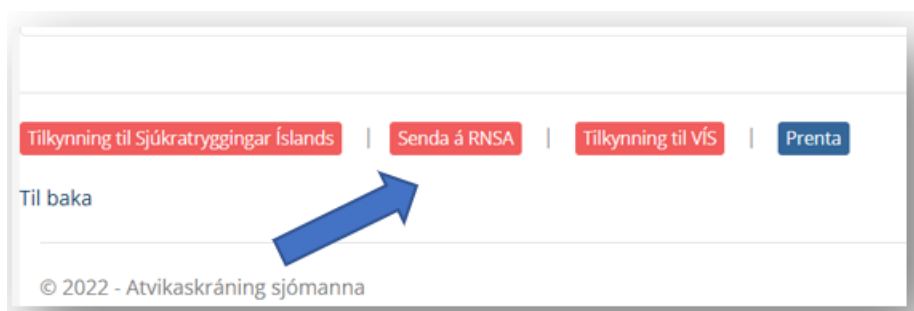 Tilkynning til Sjúkratryggingar Íslands | Senda á RNSA | Tilkynning til VÍS | Prenta
Til baka
© 2022 - Atvikaskráning sjómanna